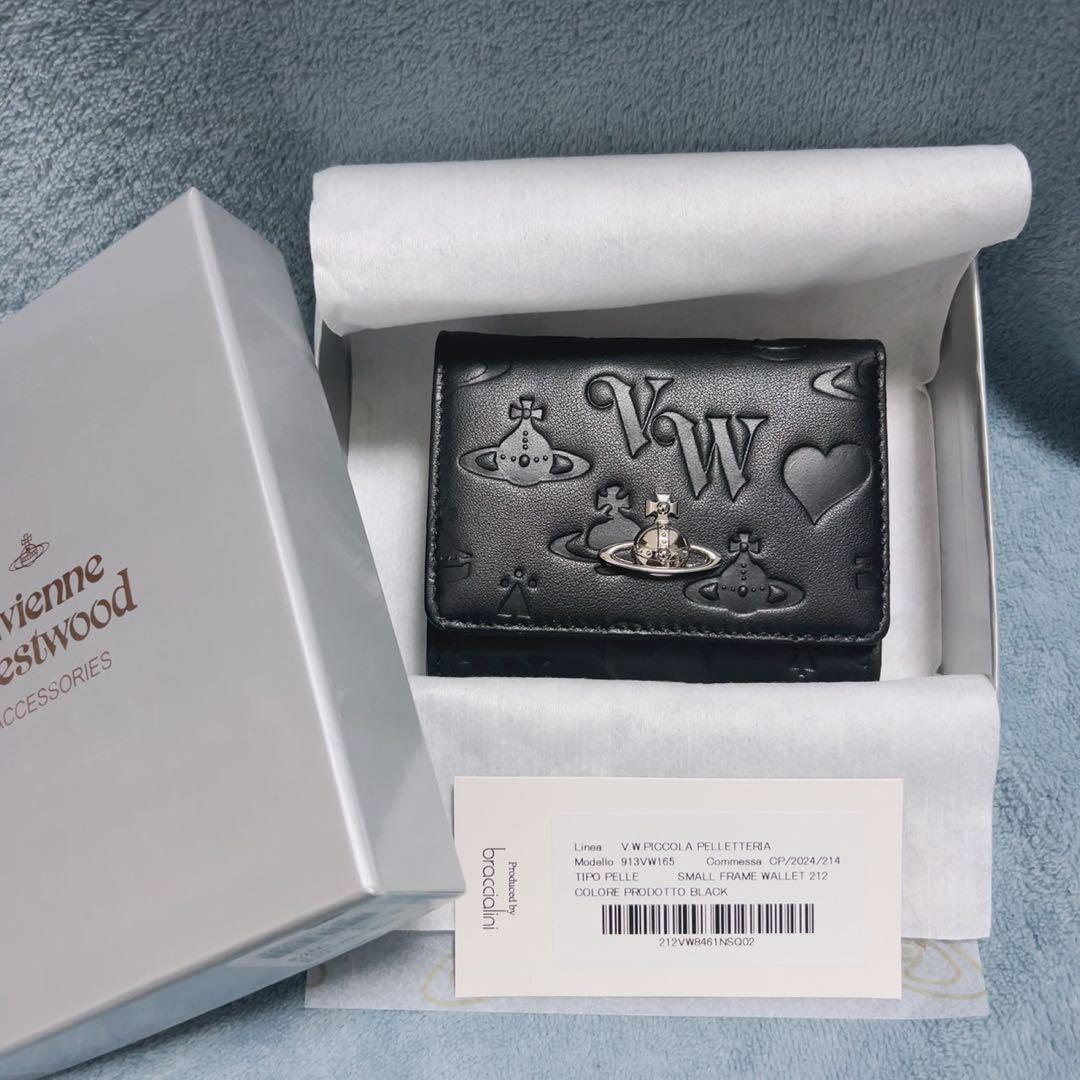 VW
vienne
estwood
ACCESSORIES
Produced by
braccialini
Linea V.W.PICCOLA PELLETTERIA
Modello 913VW165 Commessa CP/2024/214
TIPO PELLE SMALL FRAME WALLET 212
COLORE PRODOTTO BLACK
212VW8461NSQ02